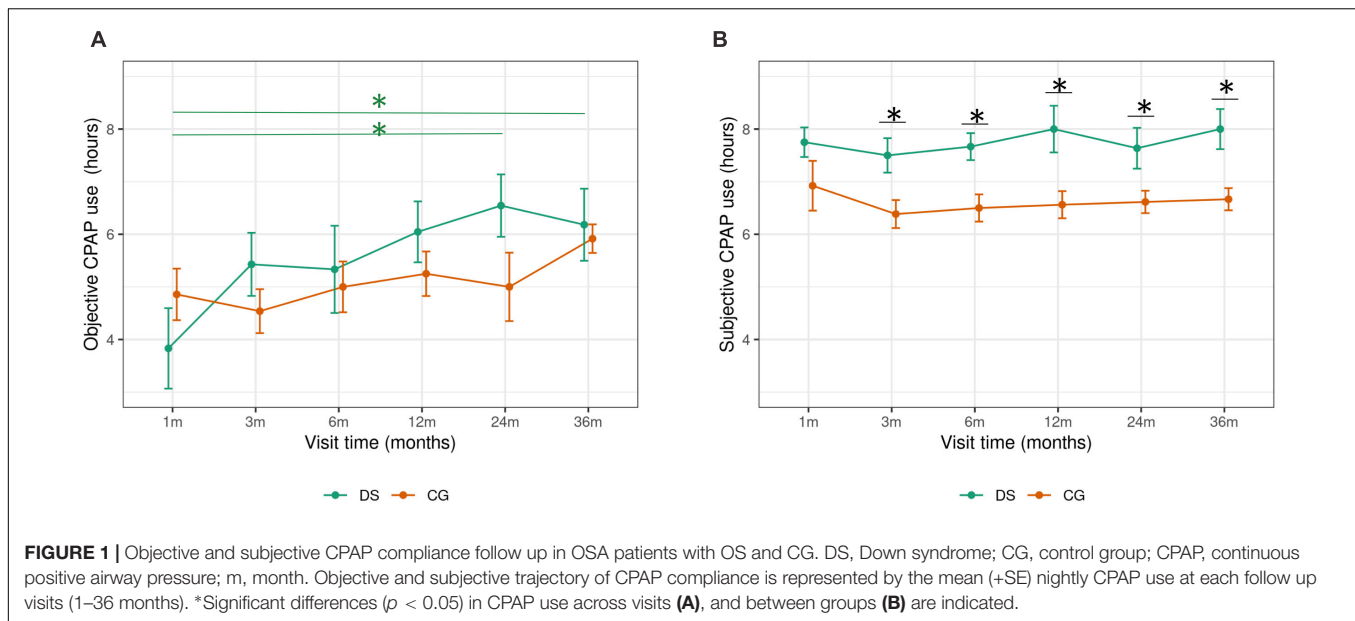 A
*
*
8
6
4
Objective CPAP use (hours)
1m 3m 6m 12m 24m 36m
Visit time (months)
DS CG
B
* * * * *
8
6
4
Subjective CPAP use (hours)
1m 3m 6m 12m 24m 36m
Visit time (months)
DS CG
FIGURE 1 | Objective and subjective CPAP compliance follow up in OSA patients with OS and CG. DS, Down syndrome; CG, control group; CPAP, continuous
positive airway pressure; m, month. Objective and subjective trajectory of CPAP compliance is represented by the mean (+SE) nightly CPAP use at each follow up
visits (1–36 months). *Significant differences (p < 0.05) in CPAP use across visits (A), and between groups (B) are indicated.